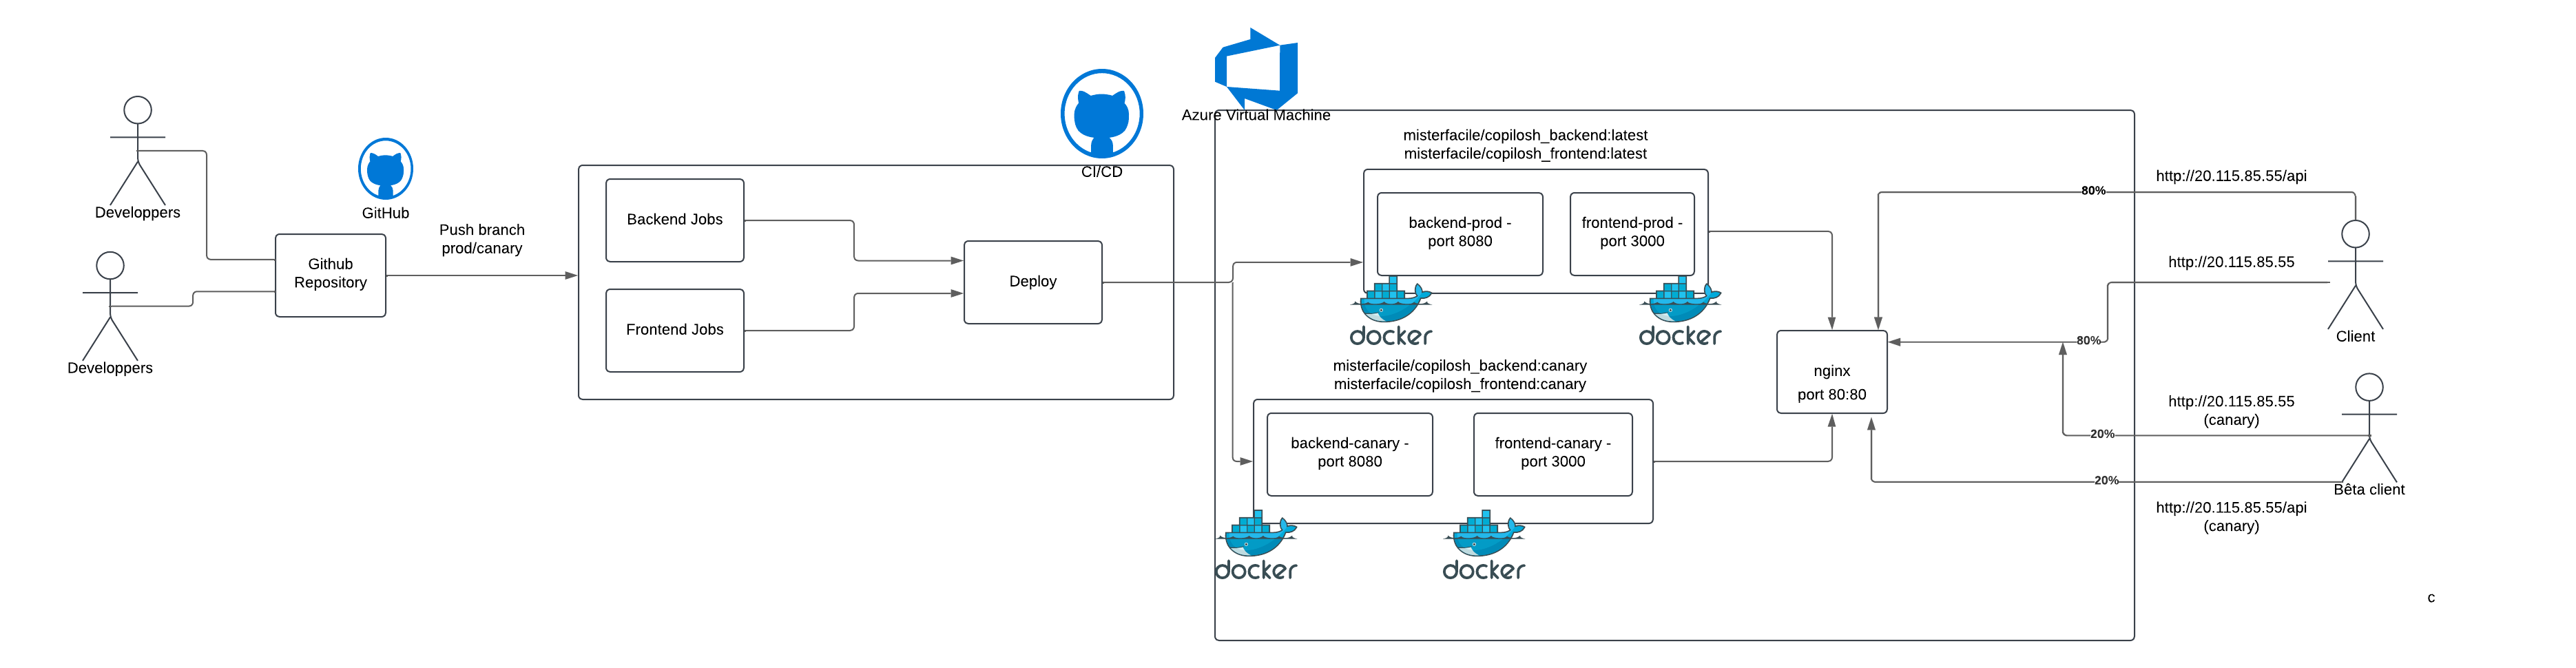 Developpers
Developpers
GitHub
Github
Repository
Push branch
prod/canary
CI/CD
Backend Jobs
Frontend Jobs
Deploy
Azure Virtual Machine
misterfacile/copilosh_backend:latest
misterfacile/copilosh_frontend:latest
backend-prod -
port 8080
frontend-prod -
port 3000
docker
docker
misterfacile/copilosh_backend:canary
misterfacile/copilosh_frontend:canary
backend-canary -
port 8080
frontend-canary -
port 3000
docker
docker
nginx
port 80:80
80%
http://20.115.85.55/api
http://20.115.85.55
80%
Client
http://20.115.85.55
(canary)
20%
20%
Bêta client
http://20.115.85.55/api
(canary)
c